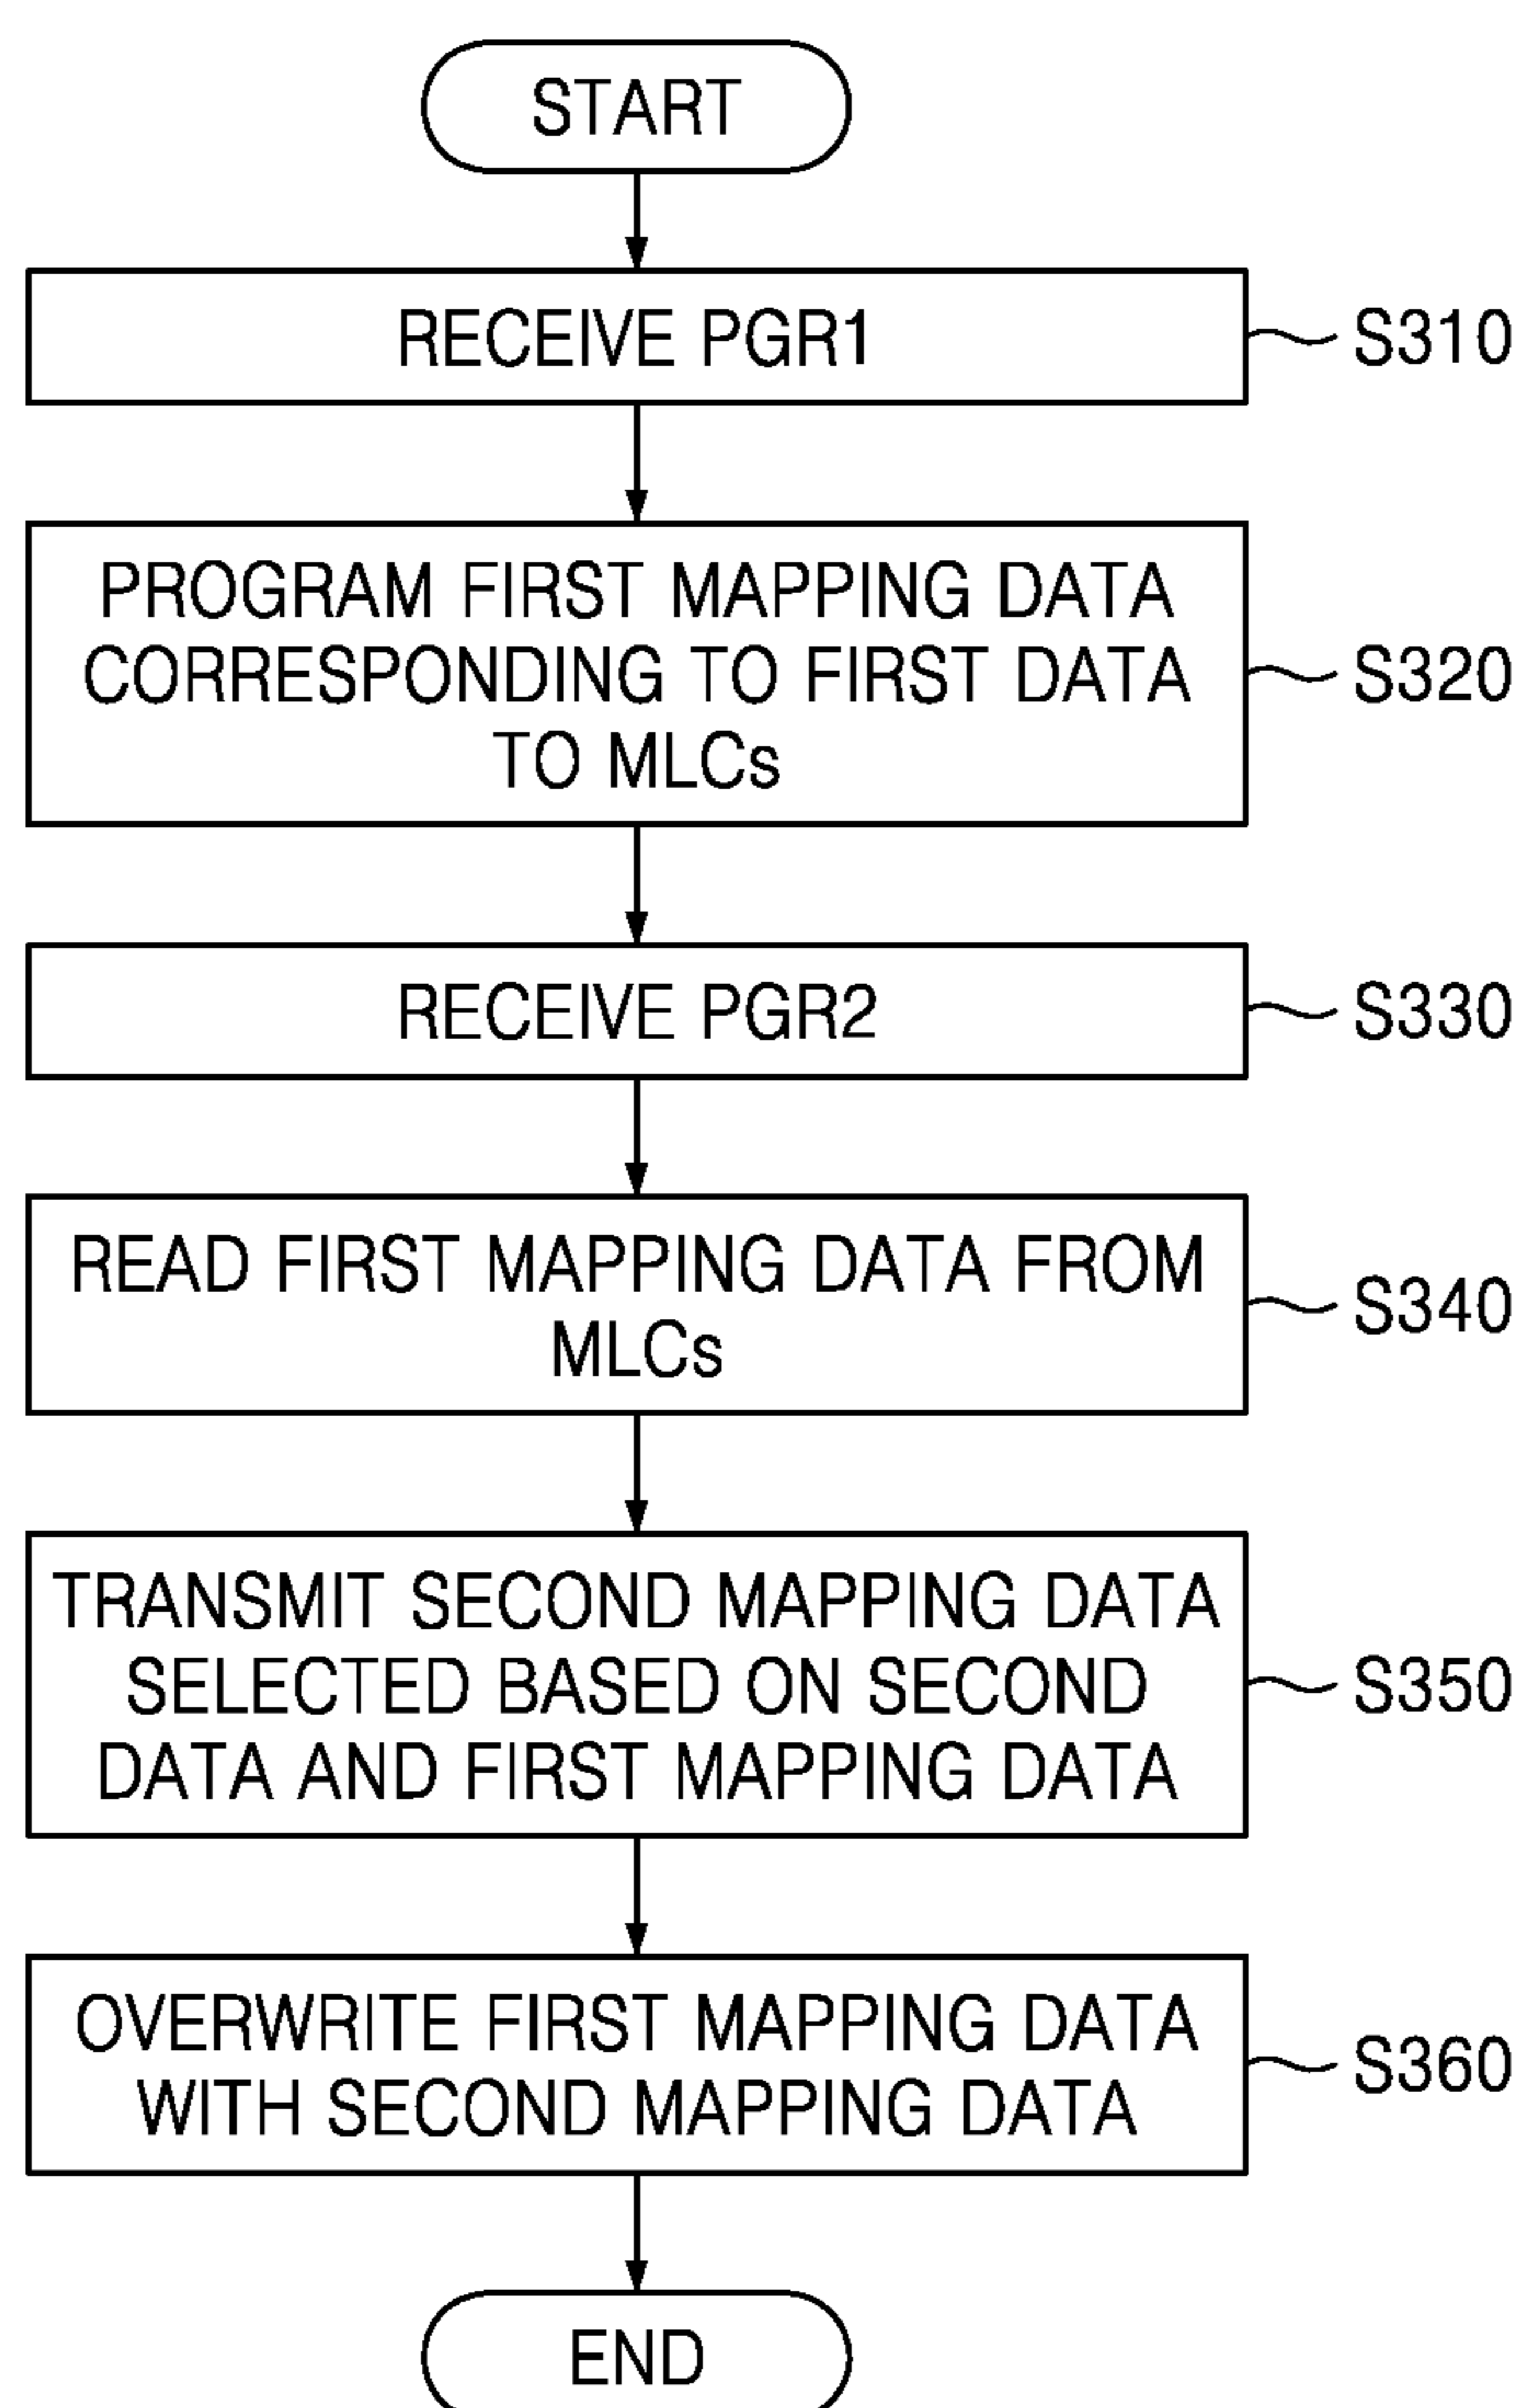 START
RECEIVE PGR1
S310
PROGRAM FIRST MAPPING DATA
CORRESPONDING TO FIRST DATA
TO MLCs
S320
RECEIVE PGR2
S330
READ FIRST MAPPING DATA FROM
MLCs
S340
TRANSMIT SECOND MAPPING DATA
SELECTED BASED ON SECOND
DATA AND FIRST MAPPING DATA
S350
OVERWRITE FIRST MAPPING DATA
WITH SECOND MAPPING DATA
S360
END